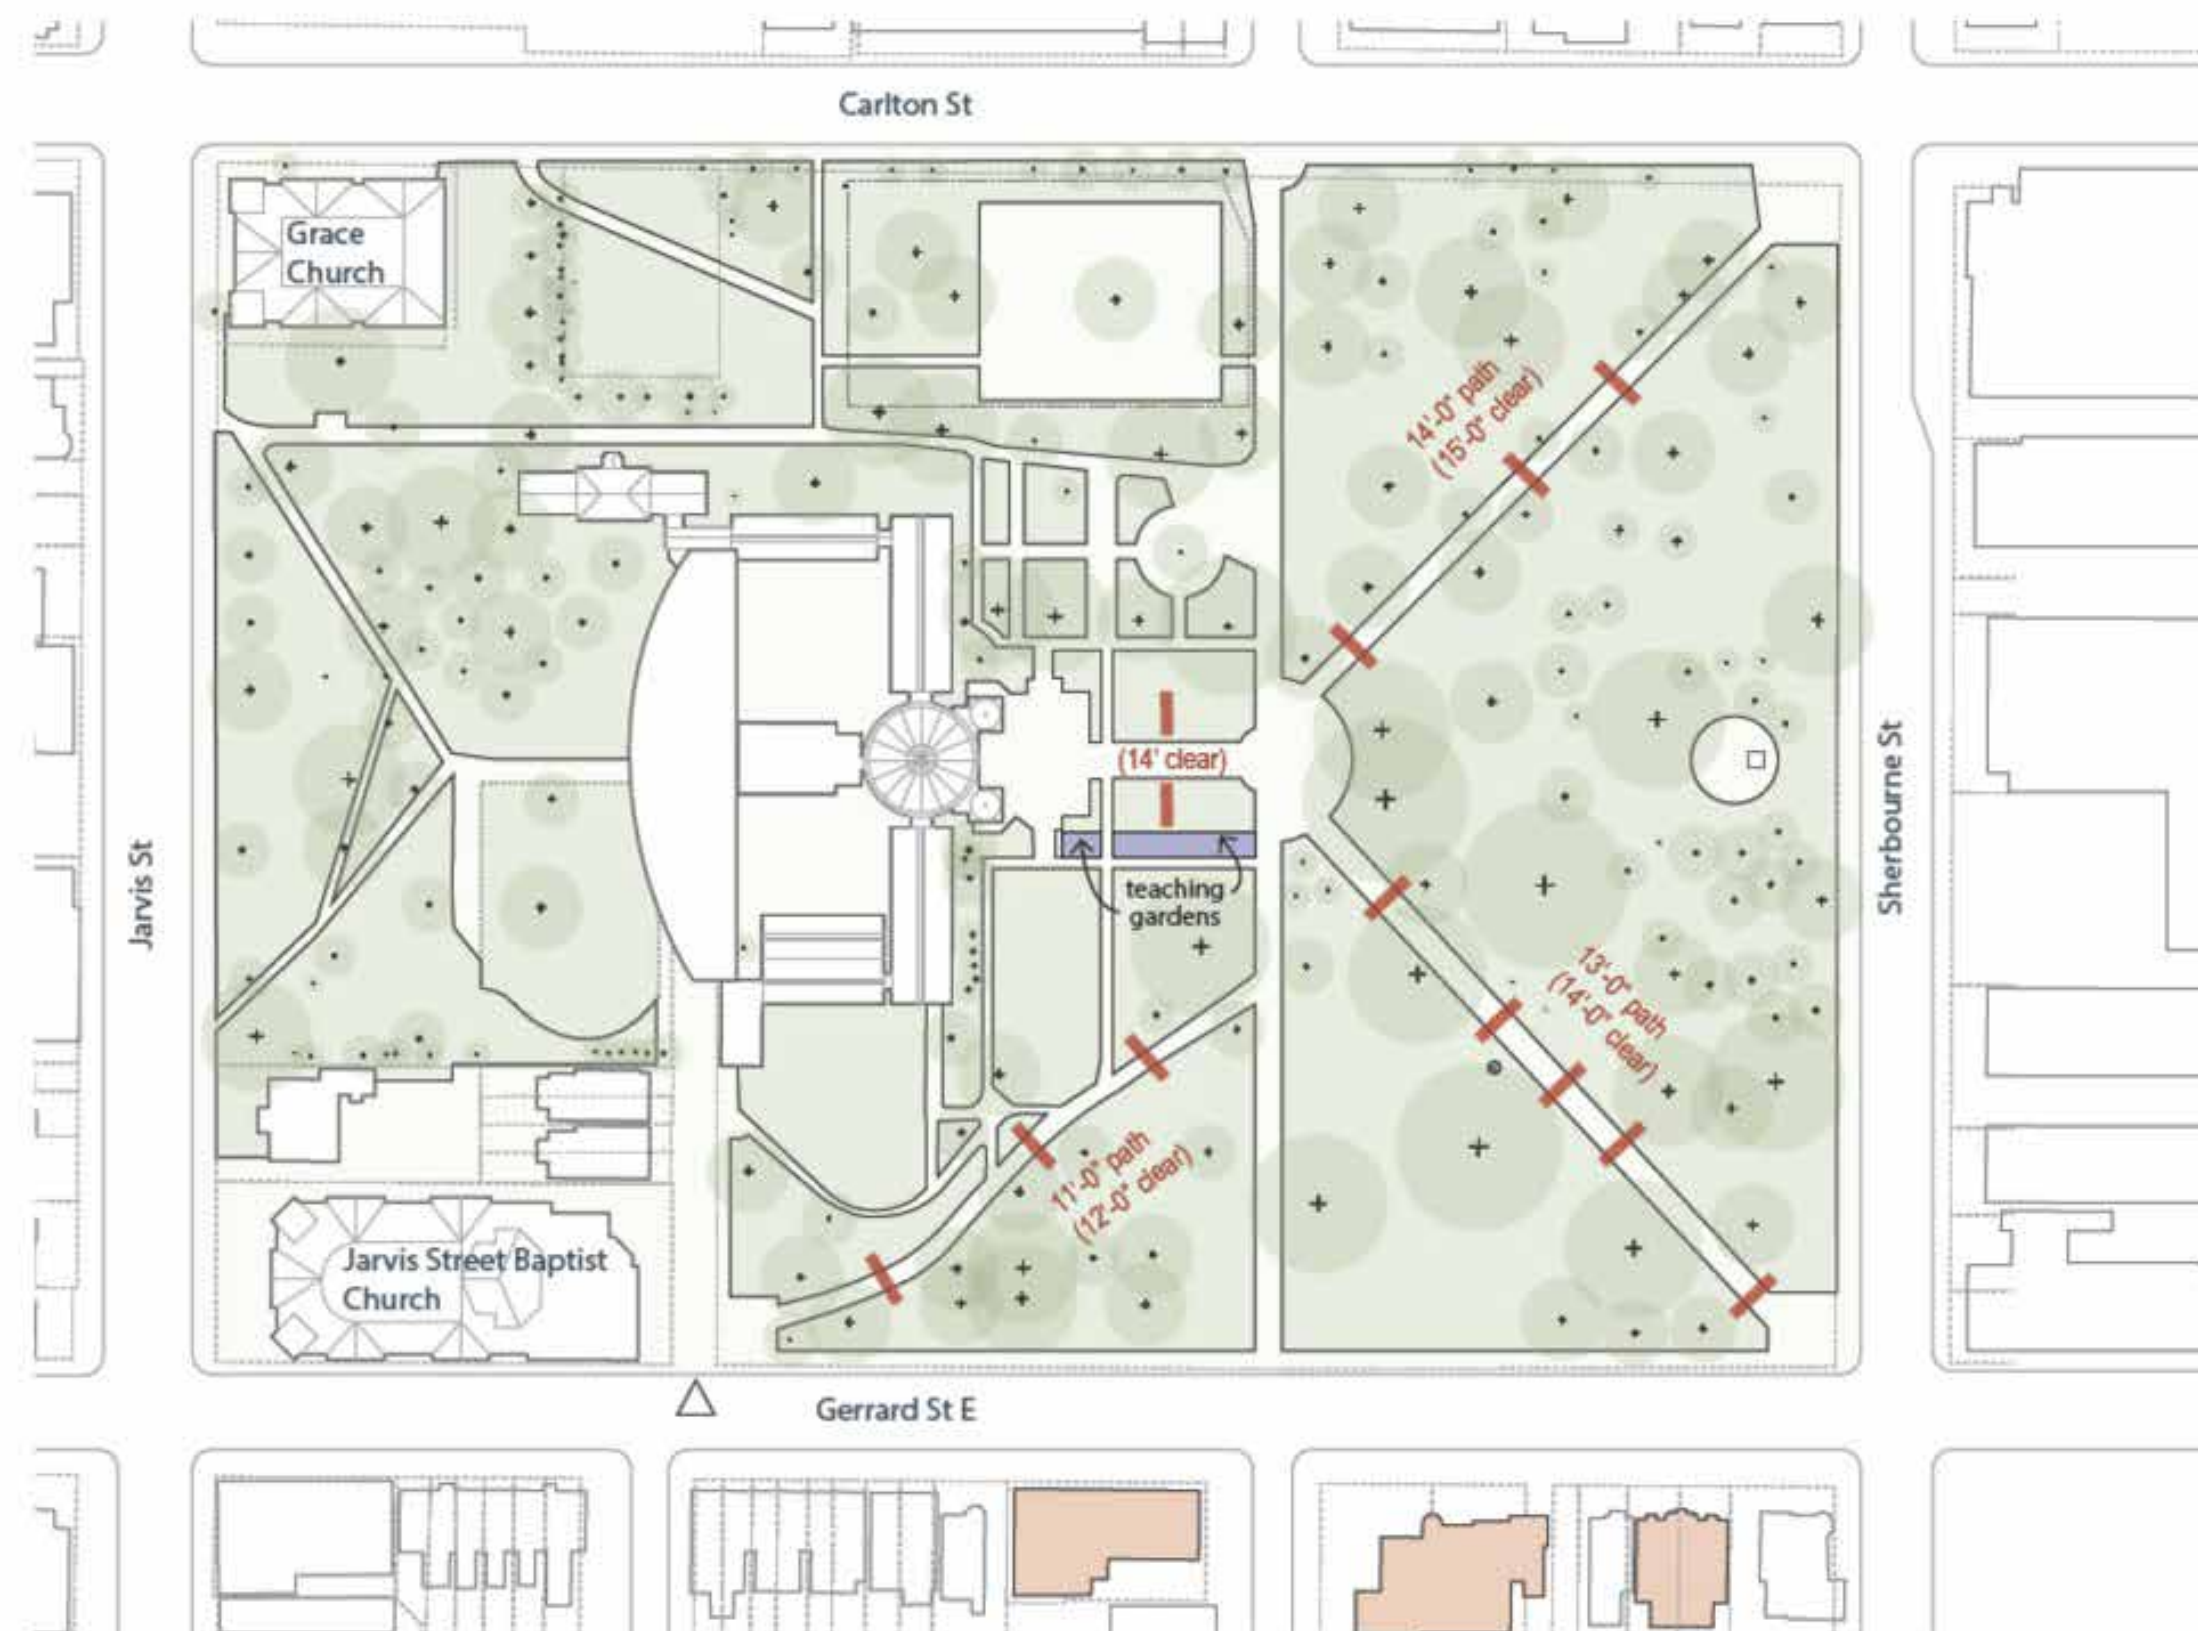 Carlton St
Grace
Church
14'-0" path
(15'-0" clear)
(14' clear)
teaching
gardens
Jarvis St
Sherbourne St
13'-0" path
(14'-0" clear)
11'-0" path
(12'-0" clear)
Jarvis Street Baptist
Church
Gerrard St E